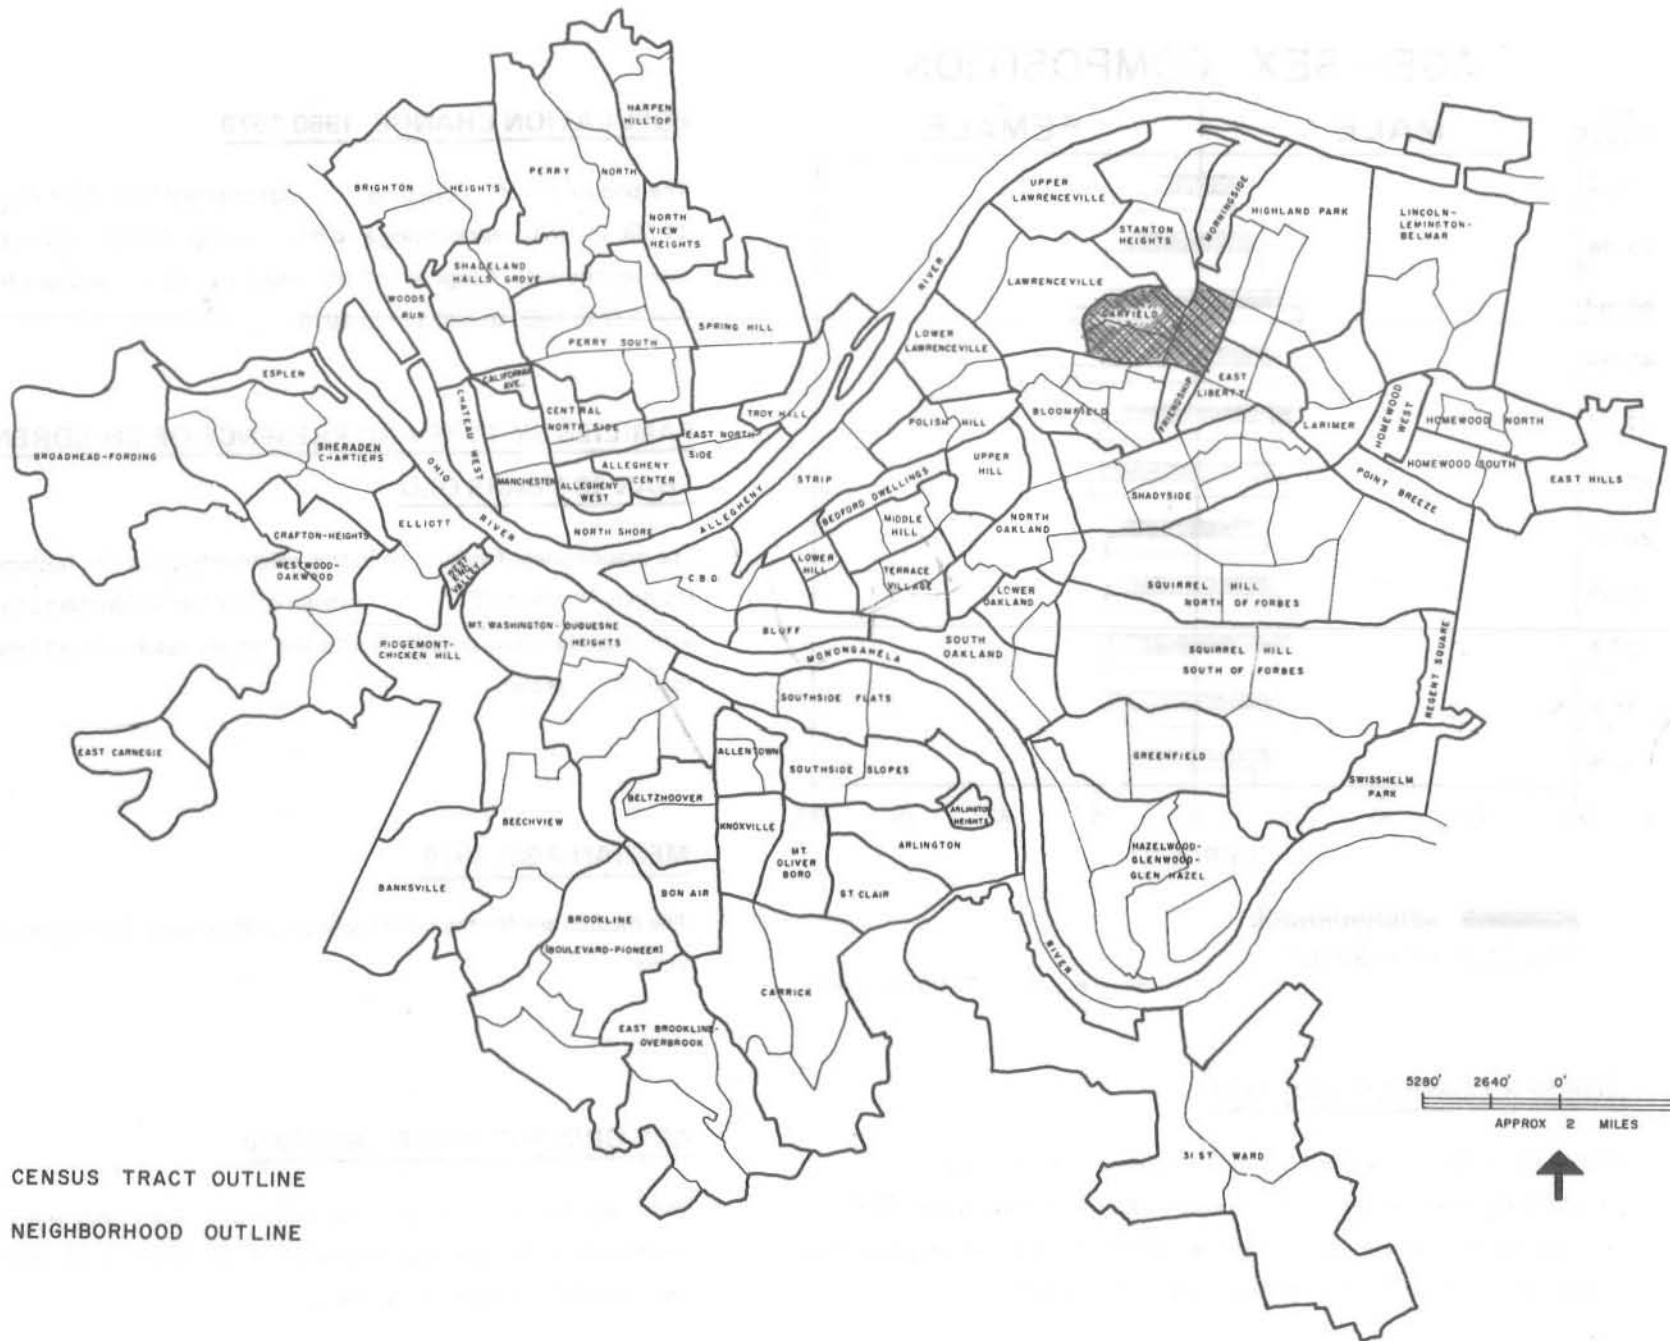 HARPEN
HILLTOP
PERRY NORTH
BRIGHTON HEIGHTS
NORTH
VIEW
HEIGHTS
SHADELAND
HALLS GROVE
WOODS
RUN
SPRING HILL
PERRY SOUTH
CALIFORNIA
AVE.
CHATEAU WEST
CENTRAL
NORTH SIDE
TROY HILL
EAST NORTH
SIDE
ALLEGHENY
CENTER
MANCHESTER
ALLEGHENY
WEST
NORTH SHORE
OHIO RIVER
ALLEGHENY RIVER
ESPLEN
BROADHEAD-FORDING
SHERADEN
CHARTIERS
ELLIOTT
CRAFTON-HEIGHTS
WESTWOOD-
OAKWOOD
WEST
END
VALLEY
RIDGEMONT-
CHICKEN HILL
EAST CARNEGIE
MT. WASHINGTON-DUQUESNE
HEIGHTS
UPPER
LAWRENCEVILLE
STANTON
HEIGHTS
MORNINGSIDE
HIGHLAND PARK
LINCOLN-
LEMINGTON-
BELMAR
LAWRENCEVILLE
GARFIELD
LOWER
LAWRENCEVILLE
FRIENDSHIP
EAST
LIBERTY
BLOOMFIELD
LARIMER
HOMEWOOD
WEST
HOMEWOOD NORTH
HOMEWOOD SOUTH
EAST HILLS
POINT BREEZE
POLISH HILL
STRIP
UPPER
HILL
BEDFORD DWELLINGS
MIDDLE
HILL
LOWER
HILL
TERRACE
VILLAGE
C.B.D.
BLUFF
NORTH
OAKLAND
LOWER
OAKLAND
SOUTH
OAKLAND
SHADYSIDE
SQUIRREL HILL
NORTH OF FORBES
SQUIRREL HILL
SOUTH OF FORBES
REGENT SQUARE
MONONGAHELA
RIVER
SOUTHSIDE FLATS
SOUTHSIDE SLOPES
ALLENTOWN
BELTZHOOVER
KNOXVILLE
MT.
OLIVER
BORO
ARLINGTON
HEIGHTS
ARLINGTON
ST. CLAIR
BEECHVIEW
BANKSVILLE
BON AIR
BROOKLINE
(BOULEVARD-PIONEER)
CARRICK
EAST BROOKLINE-
OVERBROOK
GREENFIELD
SWISSHELM
PARK
HAZELWOOD-
GLENWOOD-
GLEN HAZEL
31 ST WARD
5280' 2640' 0'
APPROX 2 MILES
CENSUS TRACT OUTLINE
NEIGHBORHOOD OUTLINE